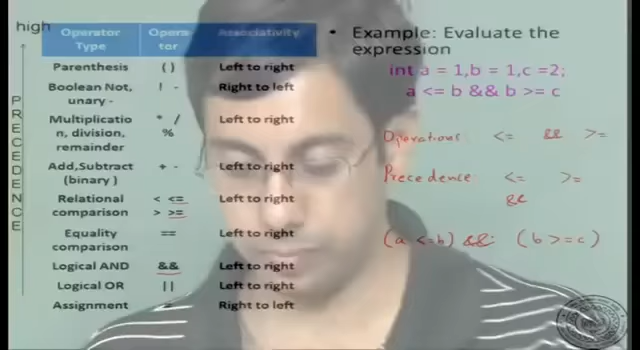 high
PRECEDENCE
Operator Type
Opera tor
Associativity
Parenthesis ( ) Left to right
Boolean Not, unary - ! - Right to left
Multiplicatio n, division, remainder * / % Left to right
Add,Subtract (binary ) + - Left to right
Relational comparison < <= > >= Left to right
Equality comparison == Left to right
Logical AND && Left to right
Logical OR || Left to right
Assignment = Right to left
• Example: Evaluate the
expression
int a = 1,b = 1,c =2;
a <= b && b >= c
Operations: <= && >=
Precedence: <= >=
&&
(a <=b) && (b >=c)